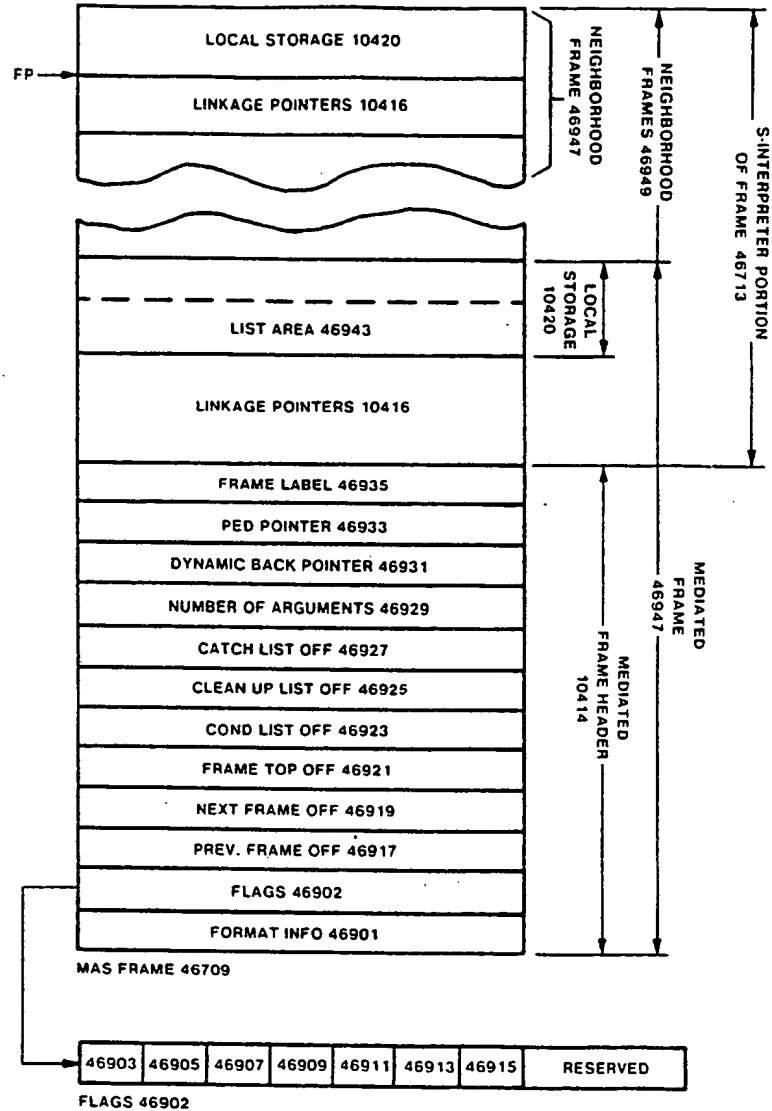 LOCAL STORAGE 10420
FP
LINKAGE POINTERS 10416
NEIGHBORHOOD
FRAME 46947
NEIGHBORHOOD
FRAMES 46949
S-INTERPRETER PORTION
OF FRAME 46713
LIST AREA 46943
LOCAL
STORAGE
10420
LINKAGE POINTERS 10416
FRAME LABEL 46935
PED POINTER 46933
DYNAMIC BACK POINTER 46931
NUMBER OF ARGUMENTS 46929
CATCH LIST OFF 46927
CLEAN UP LIST OFF 46925
COND LIST OFF 46923
FRAME TOP OFF 46921
NEXT FRAME OFF 46919
PREV. FRAME OFF 46917
FLAGS 46902
FORMAT INFO 46901
MEDIATED
FRAME HEADER
10414
MEDIATED
FRAME
46947
MAS FRAME 46709
46903 46905 46907 46909 46911 46913 46915 RESERVED
FLAGS 46902